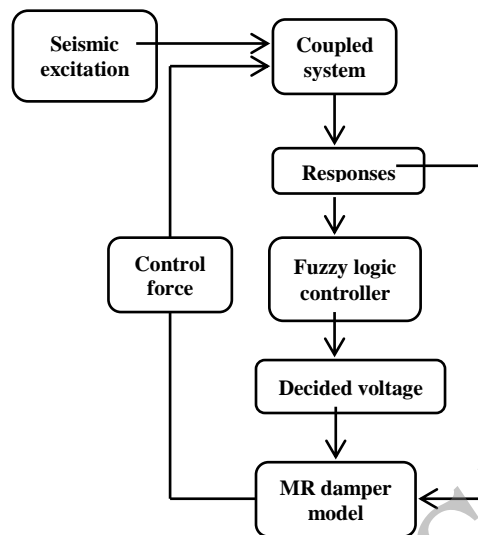 Seismic
excitation
Coupled
system
Responses
Control
force
Fuzzy logic
controller
Decided voltage
MR damper
model